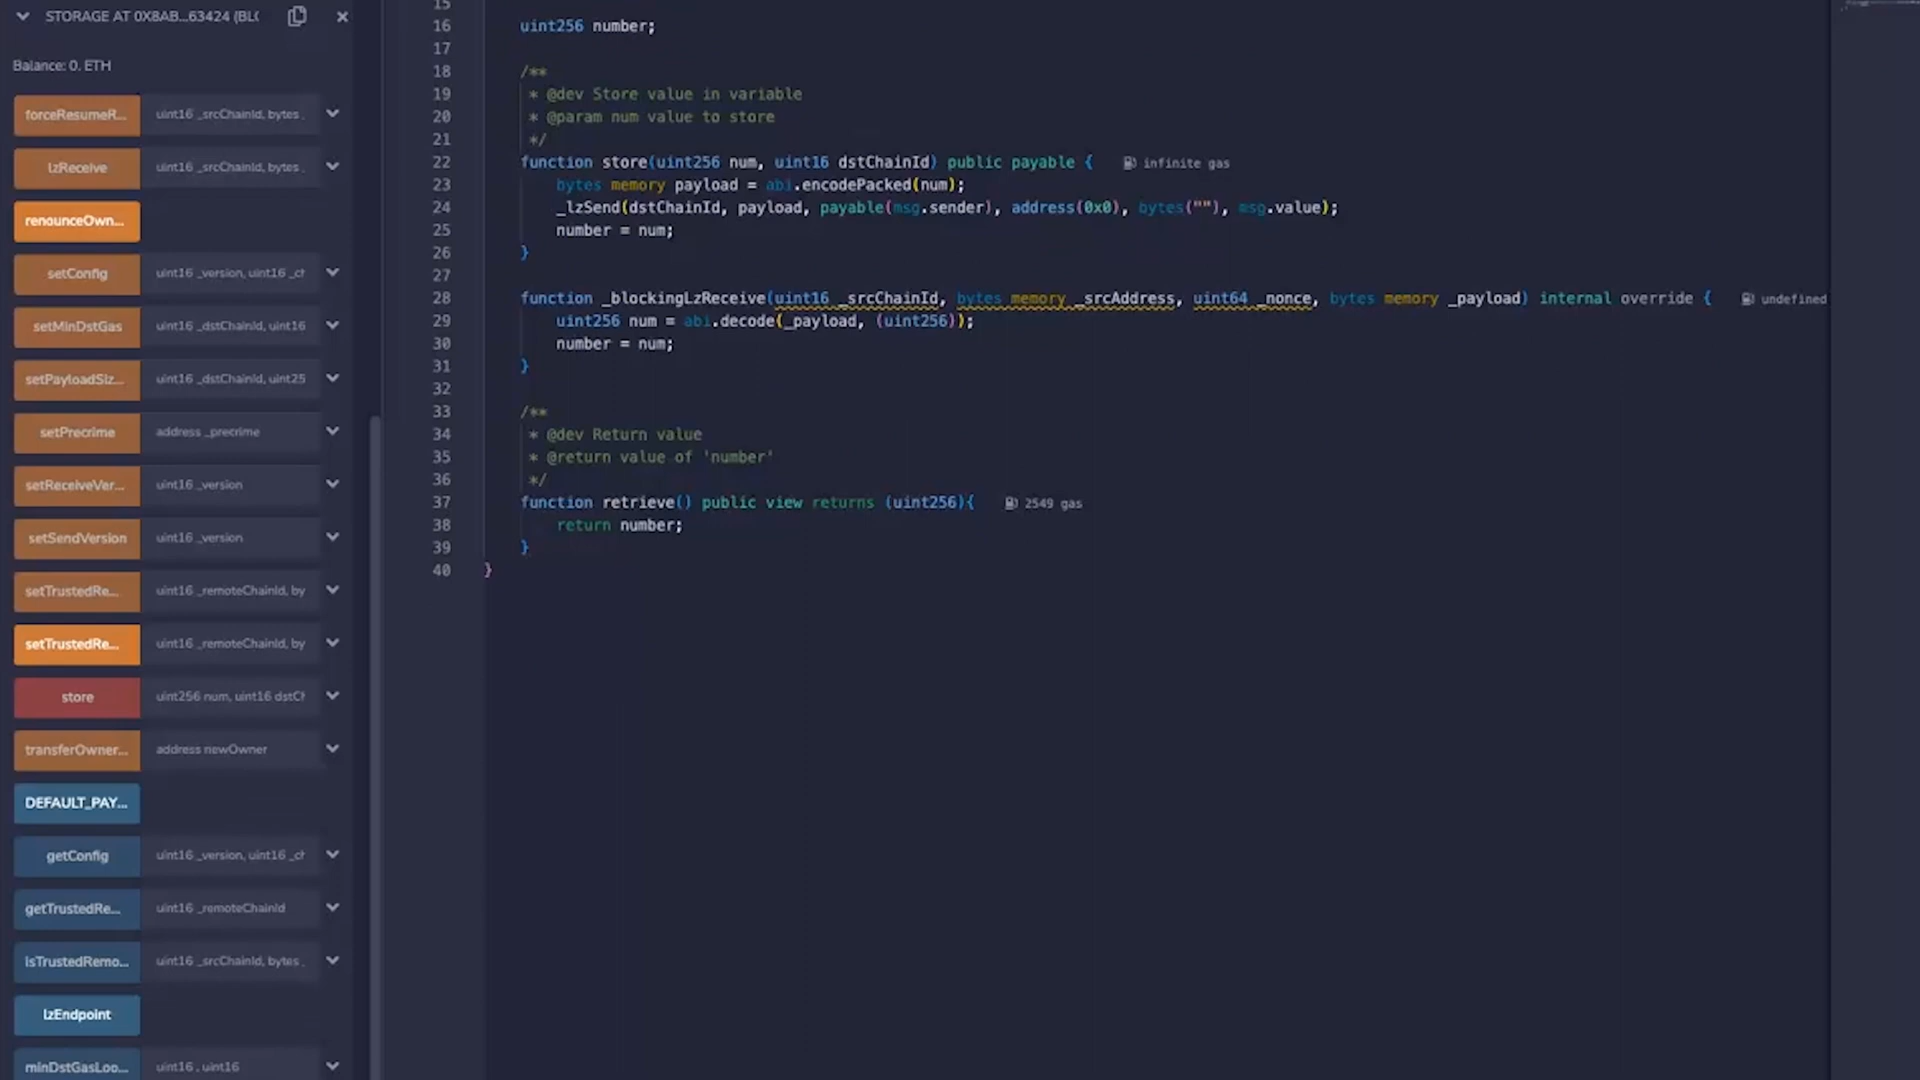 STORAGE AT 0X8AB...63424 (BLO
Balance: 0. ETH
forceResumeR... uint16 _srcChainId, bytes _
lzReceive uint16 _srcChainId, bytes _
renounceOwn...
setConfig uint16 _version, uint16 _ch
setMinDstGas uint16 _dstChainId, uint16
setPayloadSiz... uint16 _dstChainId, uint25
setPrecrime address _precrime
setReceiveVer... uint16 _version
setSendVersion uint16 _version
setTrustedRe... uint16 _remoteChainId, by
setTrustedRe... uint16 _remoteChainId, by
store uint256 num, uint16 dstCh
transferOwner... address newOwner
DEFAULT_PAY...
getConfig uint16 _version, uint16 _ch
getTrustedRe... uint16 _remoteChainId
isTrustedRemo... uint16 _srcChainId, bytes _
lzEndpoint
minDstGasLoo... uint16 , uint16
15
16 uint256 number;
17
18 /**
19 * @dev Store value in variable
20 * @param num value to store
21 */
22 function store(uint256 num, uint16 dstChainId) public payable { infinite gas
23 bytes memory payload = abi.encodePacked(num);
24 _lzSend(dstChainId, payload, payable(msg.sender), address(0x0), bytes(""), msg.value);
25 number = num;
26 }
27
28 function _blockingLzReceive(uint16 _srcChainId, bytes memory _srcAddress, uint64 _nonce, bytes memory _payload) internal override { undefined
29 uint256 num = abi.decode(_payload, (uint256));
30 number = num;
31 }
32
33 /**
34 * @dev Return value
35 * @return value of 'number'
36 */
37 function retrieve() public view returns (uint256){ 2549 gas
38 return number;
39 }
40 }